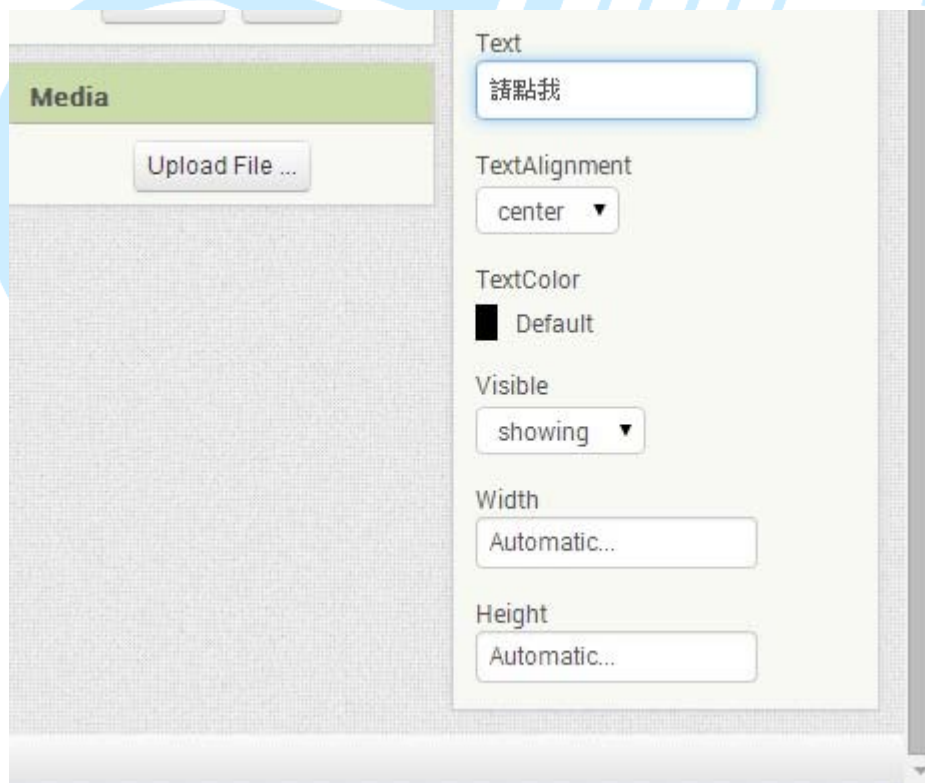 Media
Upload File ...
Text
請點我
TextAlignment
center
TextColor
Default
Visible
showing
Width
Automatic...
Height
Automatic...